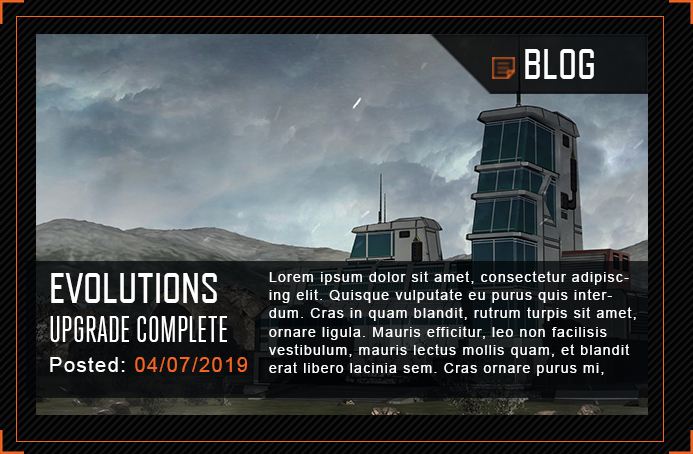 BLOG
EVOLUTIONS
UPGRADE COMPLETE
Posted: 04/07/2019
Lorem ipsum dolor sit amet, consectetur adipisc-
ing elit. Quisque vulputate eu purus quis inter-
dum. Cras in quam blandit, rutrum turpis sit amet,
ornare ligula. Mauris efficitur, leo non facilisis
vestibulum, mauris lectus mollis quam, et blandit
erat libero lacinia sem. Cras ornare purus mi,